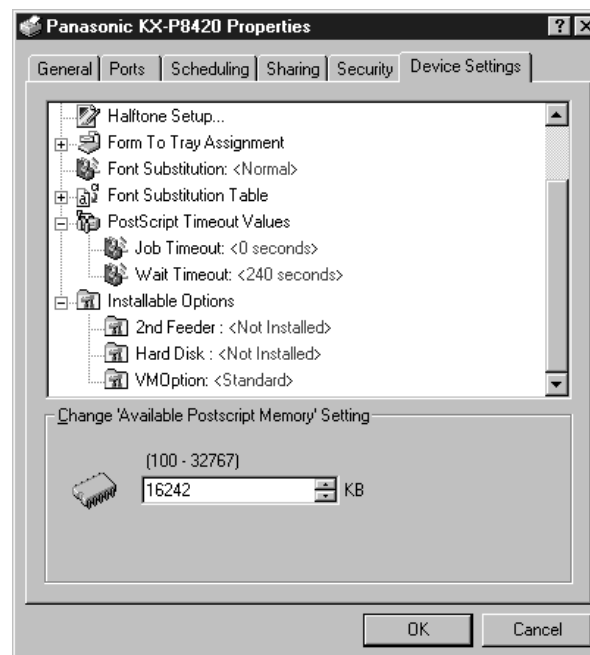 Panasonic KX-P8420 Properties
General Ports Scheduling Sharing Security Device Settings
Halftone Setup...
Form To Tray Assignment
Font Substitution: <Normal>
Font Substitution Table
PostScript Timeout Values
Job Timeout: <0 seconds>
Wait Timeout: <240 seconds>
Installable Options
2nd Feeder : <Not Installed>
Hard Disk : <Not Installed>
VMOption: <Standard>
Change 'Available Postscript Memory' Setting
(100 - 32767)
16242 KB
OK Cancel